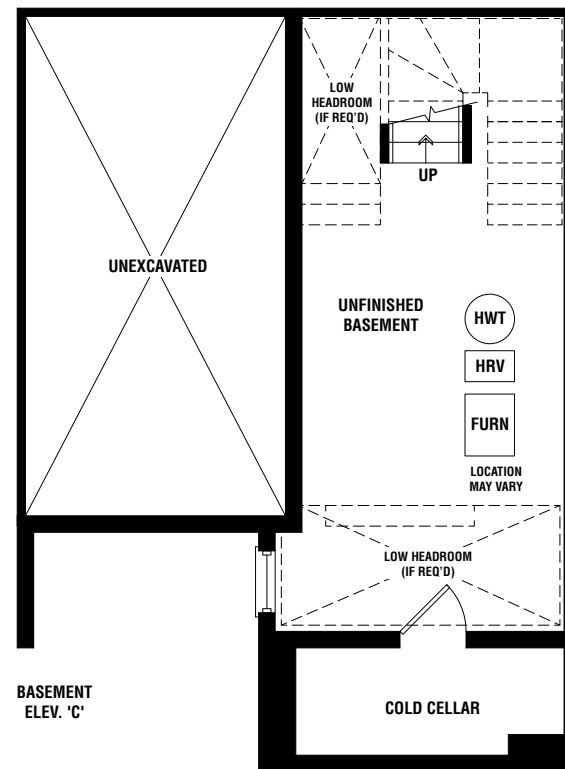 LOW
HEADROOM
(IF REQ'D)
UP
UNEXCAVATED
UNFINISHED
BASEMENT
HWT
HRV
FURN
LOCATION
MAY VARY
LOW HEADROOM
(IF REQ'D)
BASEMENT
ELEV. 'C'
COLD CELLAR